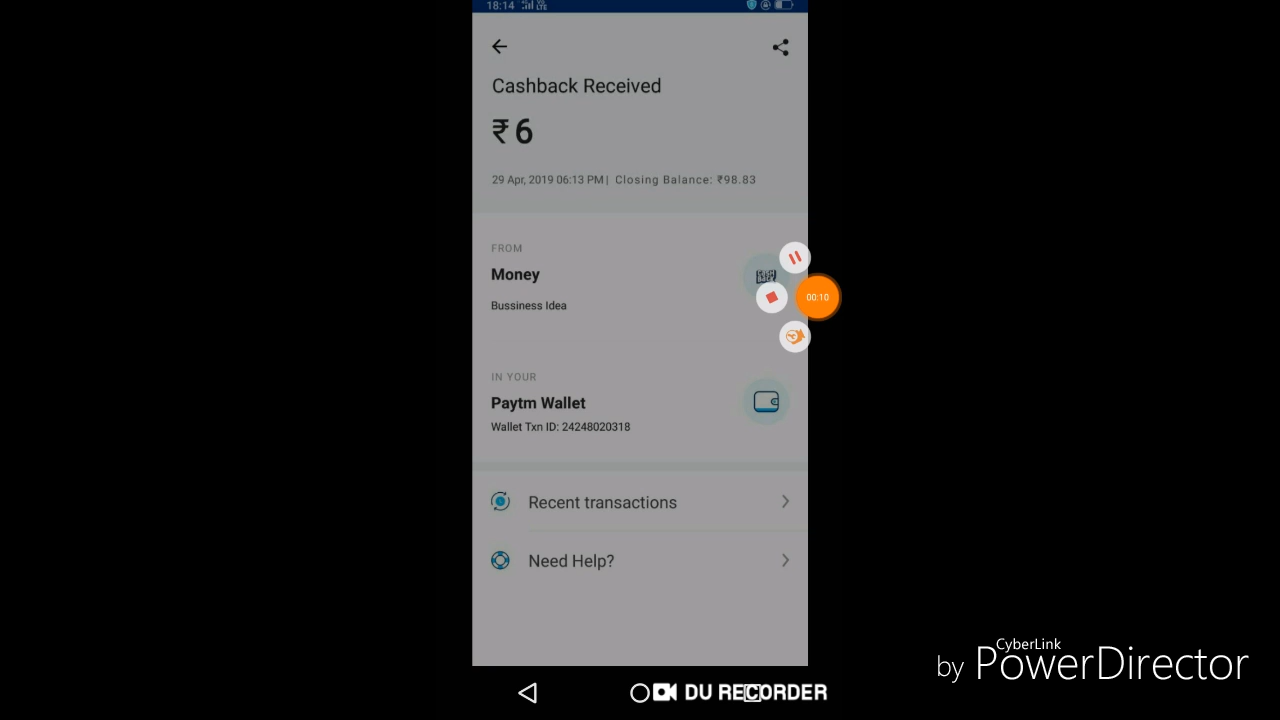 18:14
Cashback Received
₹6
29 Apr, 2019 06:13 PM| Closing Balance: ₹98.83
FROM
Money
Bussiness Idea
00:10
IN YOUR
Paytm Wallet
Wallet Txn ID: 24248020318
Recent transactions
Need Help?
CyberLink
by PowerDirector
DU RECORDER